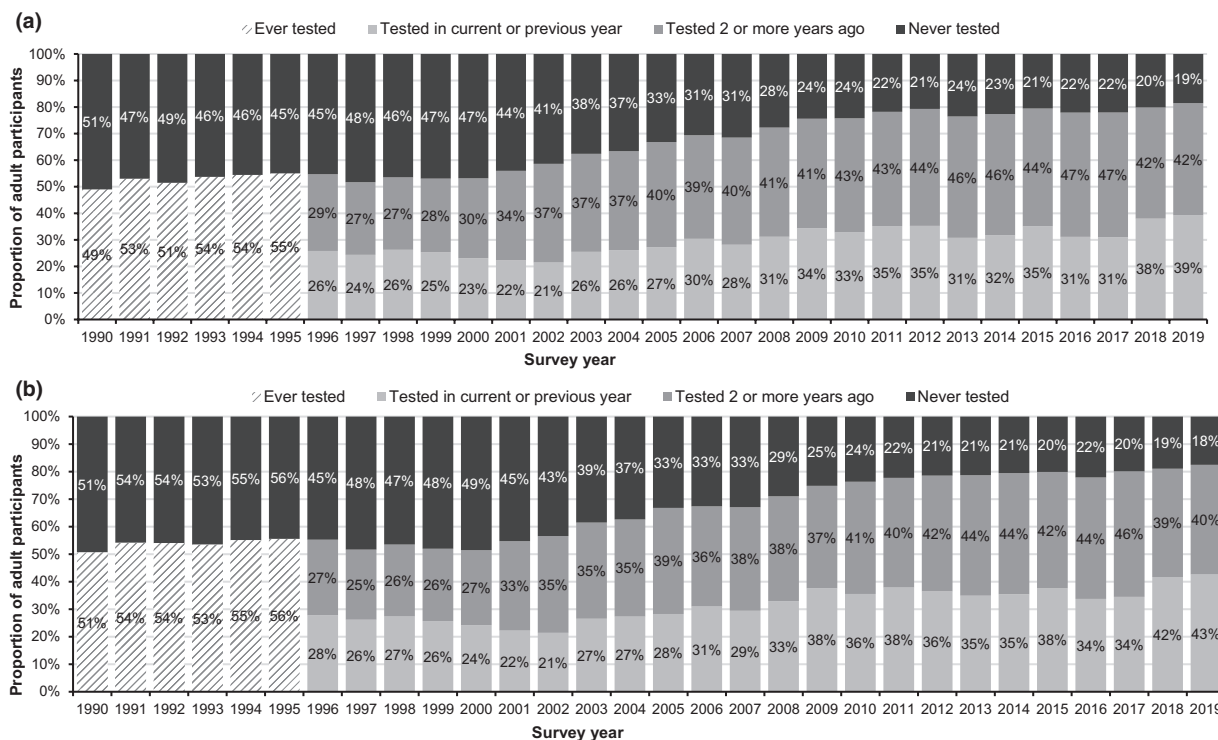 (a)
Ever tested Tested in current or previous year Tested 2 or more years ago Never tested
Proportion of adult participants
100%
90%
80%
70%
60%
50%
40%
30%
20%
10%
0%
51% 47% 49% 46% 46% 45% 45% 48% 46% 47% 47% 44% 41% 38% 37% 33% 31% 31% 28% 24% 24% 22% 21% 24% 23% 21% 22% 22% 20% 19%
29% 27% 27% 28% 30% 34% 37% 37% 37% 40% 39% 40% 41% 41% 43% 43% 44% 46% 46% 44% 47% 47% 42% 42%
49% 53% 51% 54% 54% 55% 26% 24% 26% 25% 23% 22% 21% 26% 26% 27% 30% 28% 31% 34% 33% 35% 35% 31% 32% 35% 31% 31% 38% 39%
1990 1991 1992 1993 1994 1995 1996 1997 1998 1999 2000 2001 2002 2003 2004 2005 2006 2007 2008 2009 2010 2011 2012 2013 2014 2015 2016 2017 2018 2019
Survey year
(b)
Ever tested Tested in current or previous year Tested 2 or more years ago Never tested
Proportion of adult participants
100%
90%
80%
70%
60%
50%
40%
30%
20%
10%
0%
51% 54% 54% 53% 55% 56% 45% 48% 47% 48% 49% 45% 43% 39% 37% 33% 33% 33% 29% 25% 24% 22% 21% 21% 21% 20% 22% 20% 19% 18%
27% 25% 26% 26% 27% 33% 35% 35% 35% 39% 36% 38% 38% 37% 41% 40% 42% 44% 44% 42% 44% 46% 39% 40%
51% 54% 54% 53% 55% 56% 28% 26% 27% 26% 24% 22% 21% 27% 27% 28% 31% 29% 33% 38% 36% 38% 36% 35% 35% 38% 34% 34% 42% 43%
1990 1991 1992 1993 1994 1995 1996 1997 1998 1999 2000 2001 2002 2003 2004 2005 2006 2007 2008 2009 2010 2011 2012 2013 2014 2015 2016 2017 2018 2019
Survey year